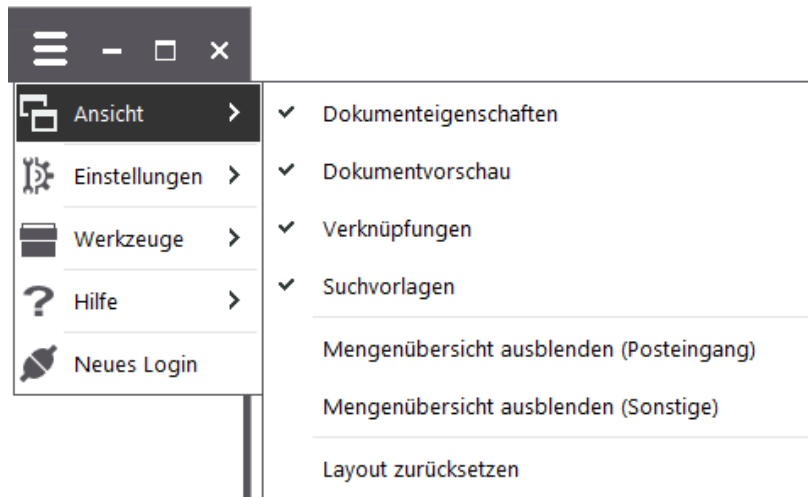 Ansicht
Einstellungen
Werkzeuge
Hilfe
Neues Login
Dokumenteigenschaften
Dokumentvorschau
Verknüpfungen
Suchvorlagen
Mengenübersicht ausblenden (Posteingang)
Mengenübersicht ausblenden (Sonstige)
Layout zurücksetzen